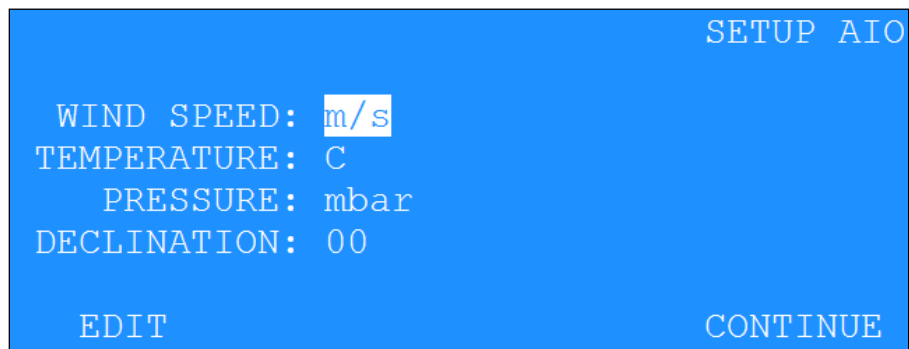 SETUP AIO
WIND SPEED: m/s
TEMPERATURE: C
PRESSURE: mbar
DECLINATION: 00
EDIT CONTINUE